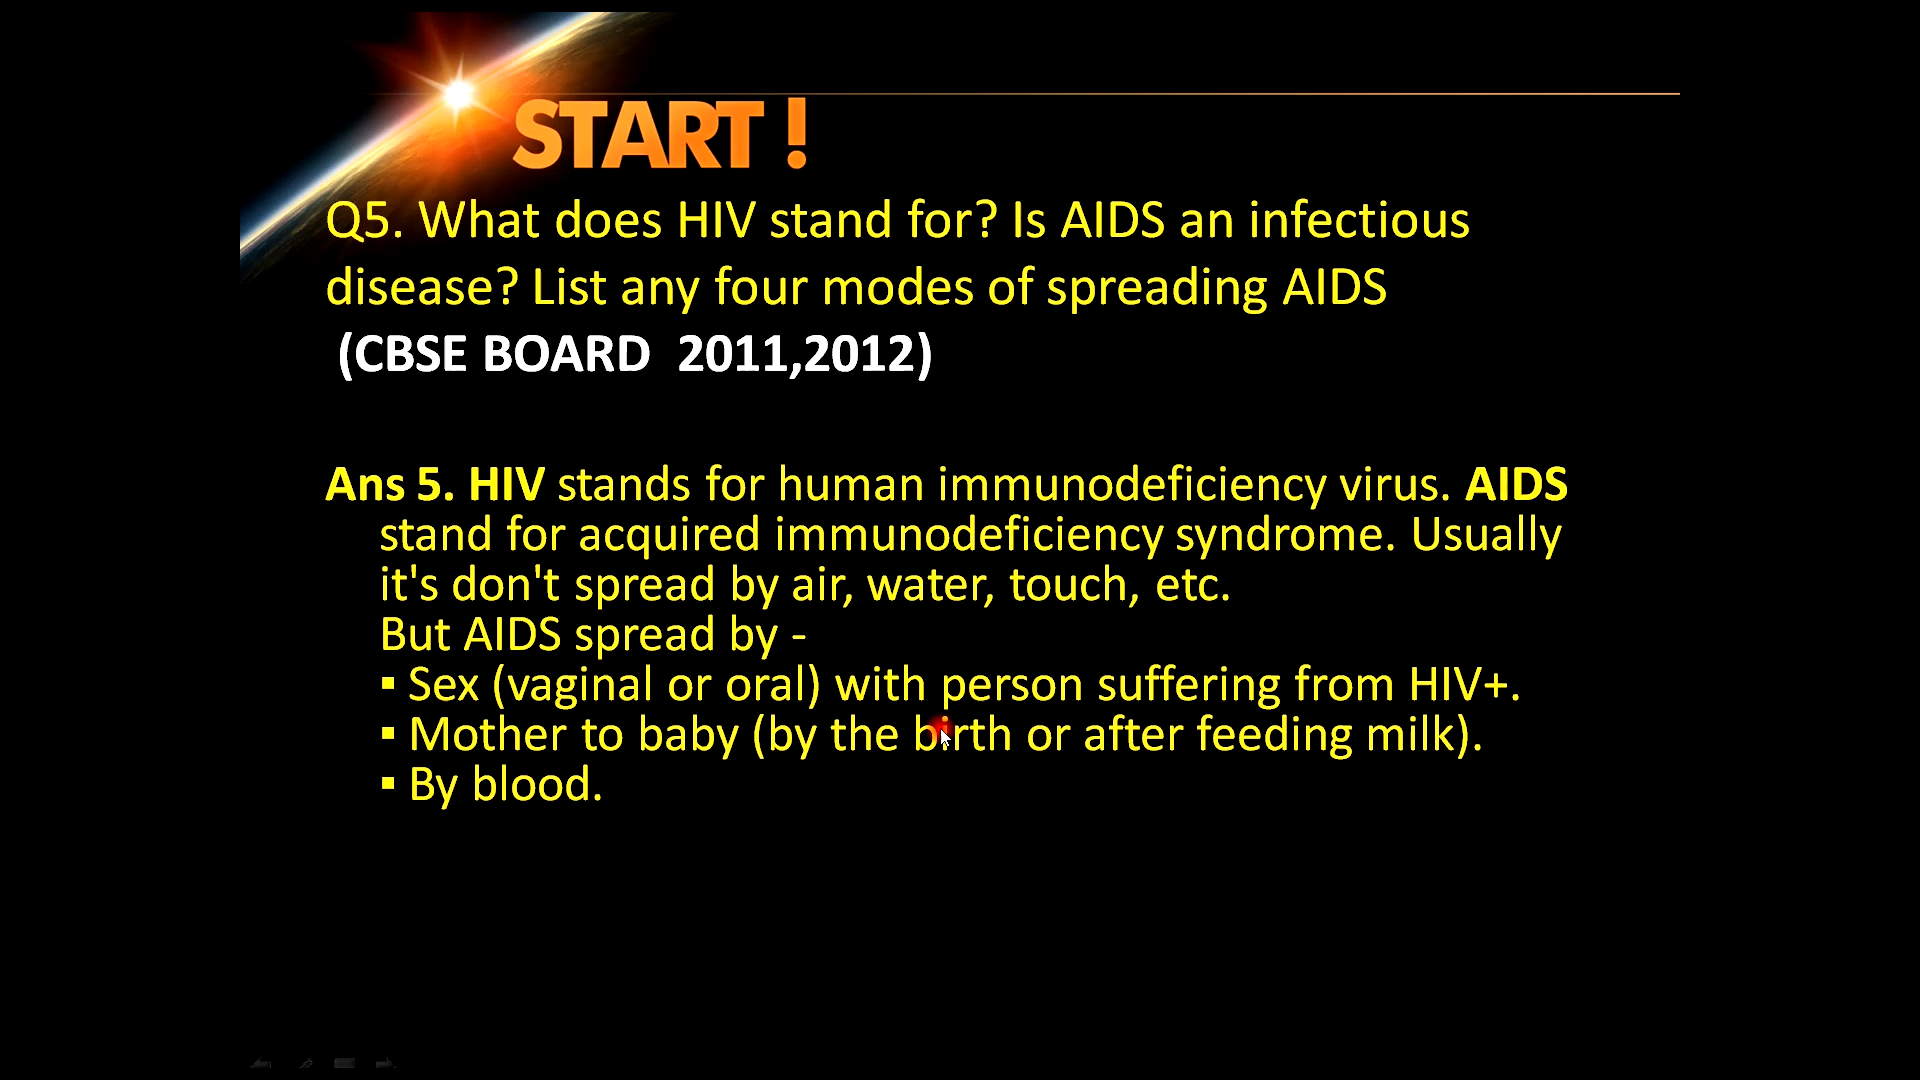 START !
Q5. What does HIV stand for? Is AIDS an infectious
disease? List any four modes of spreading AIDS
(CBSE BOARD 2011,2012)
Ans 5. HIV stands for human immunodeficiency virus. AIDS
stand for acquired immunodeficiency syndrome. Usually
it's don't spread by air, water, touch, etc.
But AIDS spread by -
▪ Sex (vaginal or oral) with person suffering from HIV+.
▪ Mother to baby (by the birth or after feeding milk).
▪ By blood.